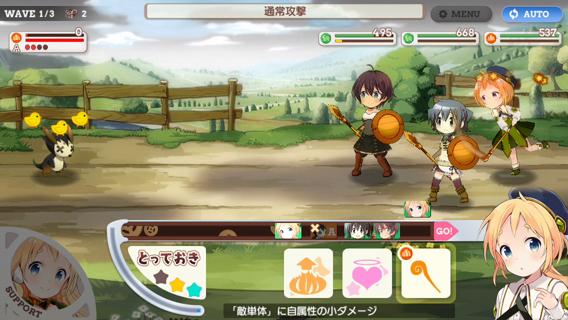 WAVE 1/3 2
通常攻撃
MENU
AUTO
0
495
668
537
A
GO!
とっておき
SUPPORT
「敵単体」に自属性の小ダメージ